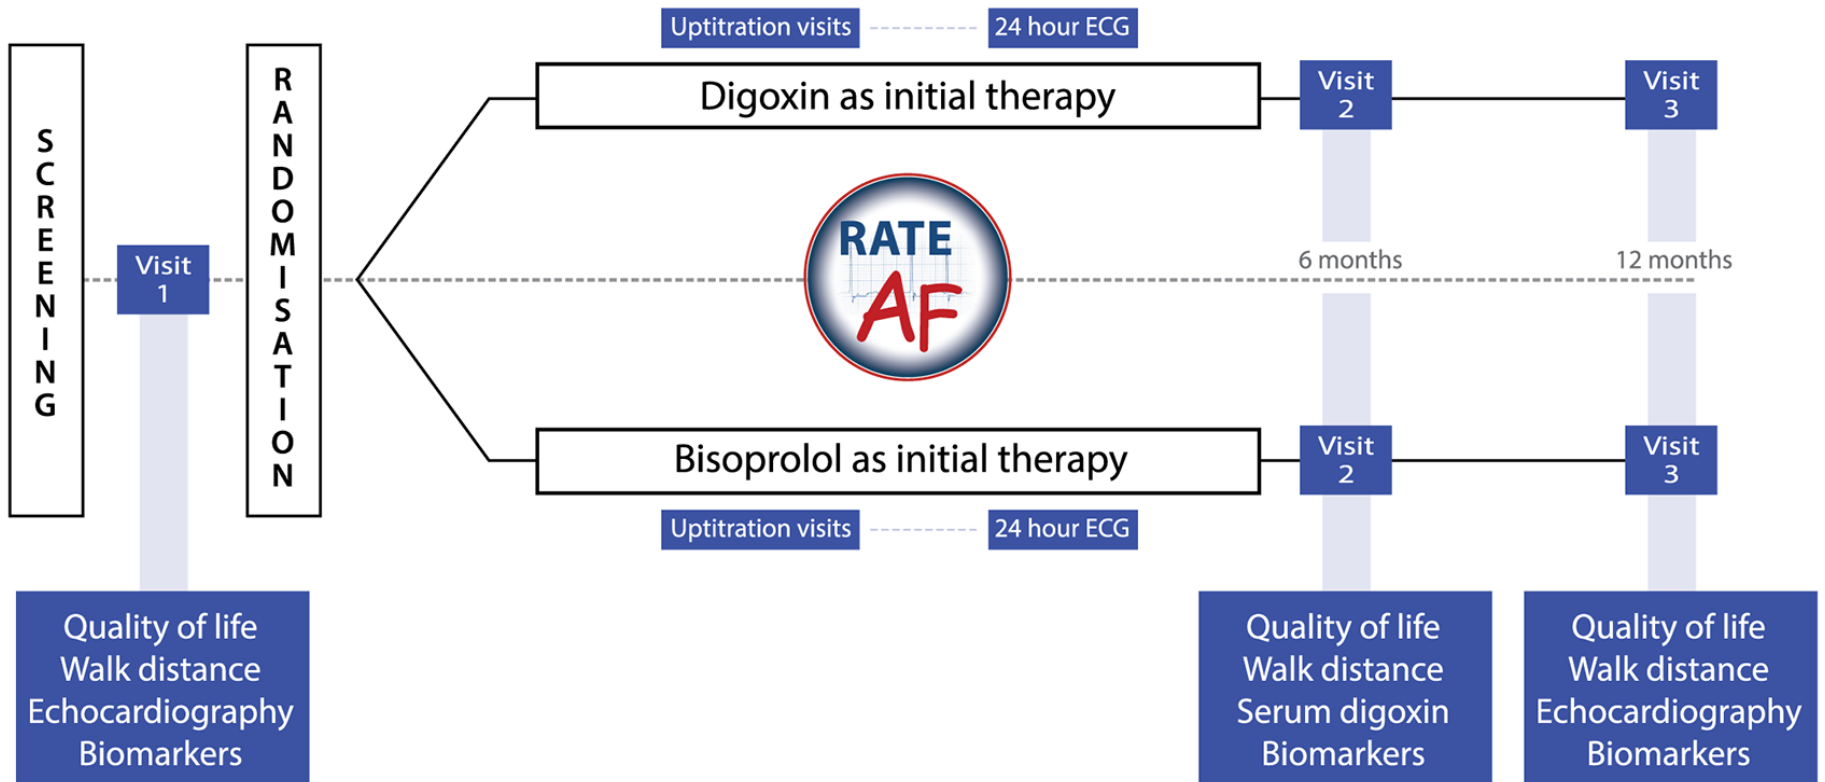 SCREENING
Visit
1
RANDOMISATION
Uptitration visits
24 hour ECG
Digoxin as initial therapy
Visit
2
Visit
3
RATE
AF
6 months
12 months
Bisoprolol as initial therapy
Visit
2
Visit
3
Uptitration visits
24 hour ECG
Quality of life
Walk distance
Echocardiography
Biomarkers
Quality of life
Walk distance
Serum digoxin
Biomarkers
Quality of life
Walk distance
Echocardiography
Biomarkers